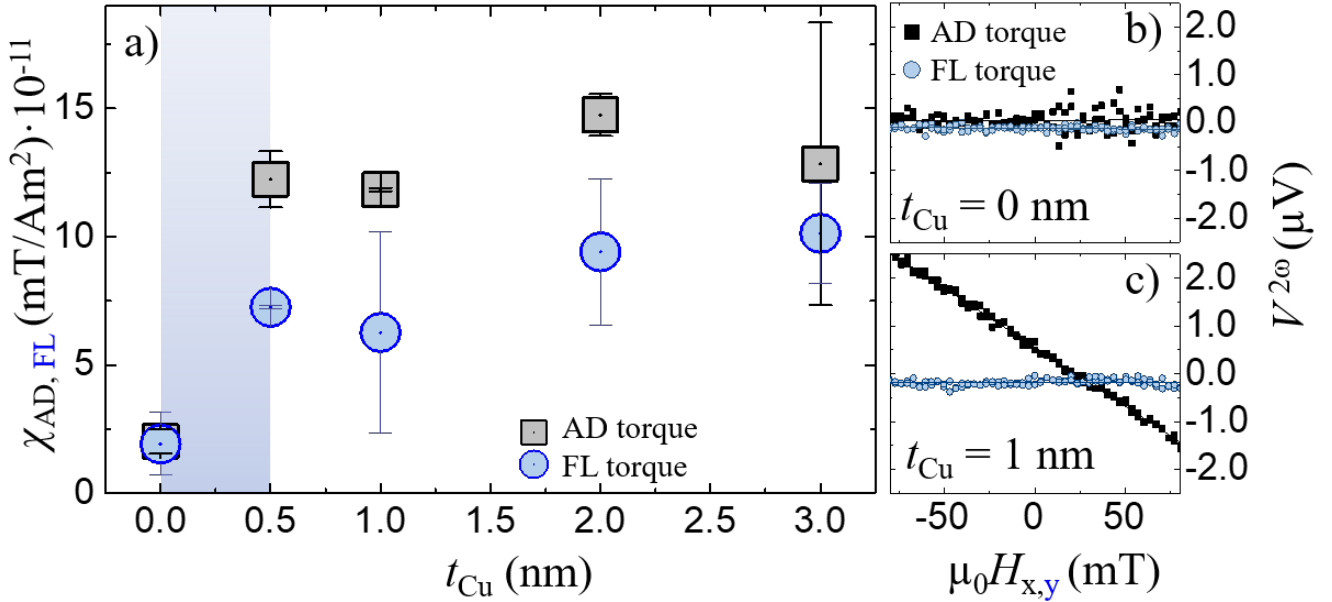 a)
χAD, FL (mT/Am²)·10⁻¹¹
15
10
5
0
0.0 0.5 1.0 1.5 2.0 2.5 3.0
tCu (nm)
AD torque
FL torque
b)
AD torque
FL torque
tCu = 0 nm
2.0
1.0
0.0
-1.0
-2.0
c)
tCu = 1 nm
2.0
1.0
0.0
-1.0
-2.0
V²ω (µV)
-50 0 50
µ₀Hx,y (mT)